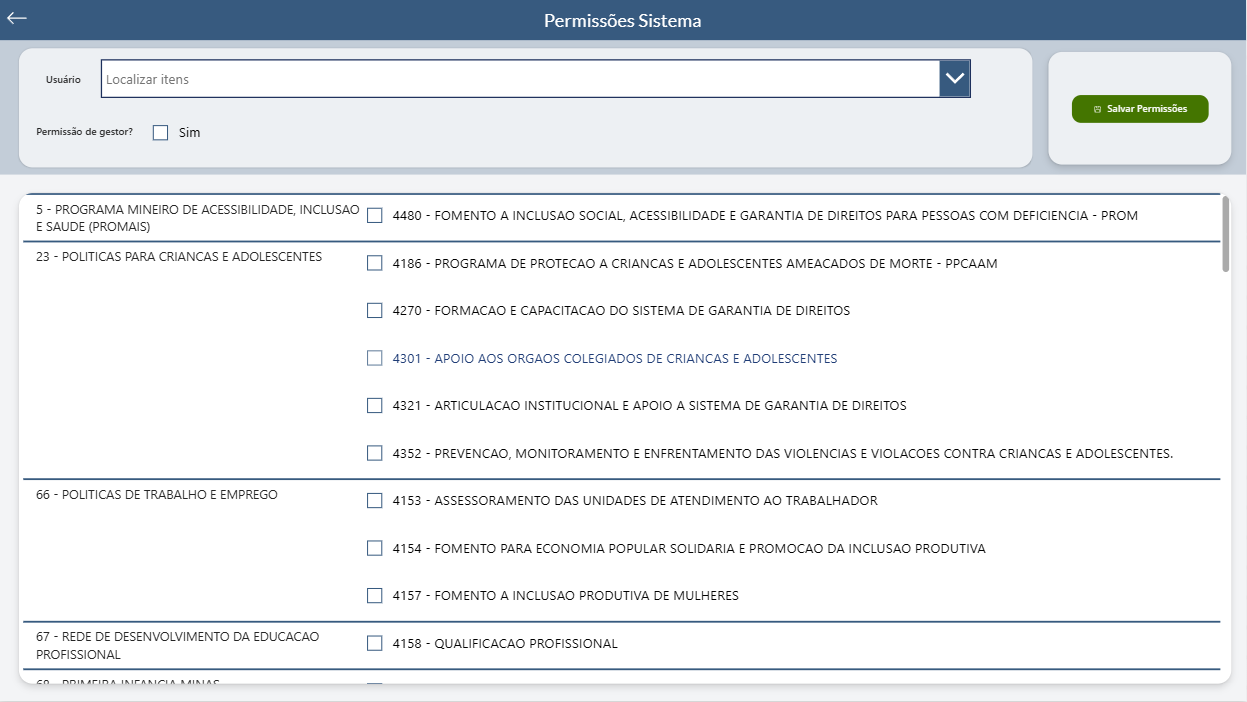 Permissões Sistema
Usuário
Localizar itens
Permissão de gestor?
Sim
Salvar Permissões
5 - PROGRAMA MINEIRO DE ACESSIBILIDADE, INCLUSAO
E SAUDE (PROMAIS)
4480 - FOMENTO A INCLUSAO SOCIAL, ACESSIBILIDADE E GARANTIA DE DIREITOS PARA PESSOAS COM DEFICIENCIA - PROM
23 - POLITICAS PARA CRIANCAS E ADOLESCENTES
4186 - PROGRAMA DE PROTECAO A CRIANCAS E ADOLESCENTES AMEACADOS DE MORTE - PPCAAM
4270 - FORMACAO E CAPACITACAO DO SISTEMA DE GARANTIA DE DIREITOS
4301 - APOIO AOS ORGAOS COLEGIADOS DE CRIANCAS E ADOLESCENTES
4321 - ARTICULACAO INSTITUCIONAL E APOIO A SISTEMA DE GARANTIA DE DIREITOS
4352 - PREVENCAO, MONITORAMENTO E ENFRENTAMENTO DAS VIOLENCIAS E VIOLACOES CONTRA CRIANCAS E ADOLESCENTES.
66 - POLITICAS DE TRABALHO E EMPREGO
4153 - ASSESSORAMENTO DAS UNIDADES DE ATENDIMENTO AO TRABALHADOR
4154 - FOMENTO PARA ECONOMIA POPULAR SOLIDARIA E PROMOCAO DA INCLUSAO PRODUTIVA
4157 - FOMENTO A INCLUSAO PRODUTIVA DE MULHERES
67 - REDE DE DESENVOLVIMENTO DA EDUCACAO
PROFISSIONAL
4158 - QUALIFICACAO PROFISSIONAL
68 - PRIMEIRA INFANCIA MINAS